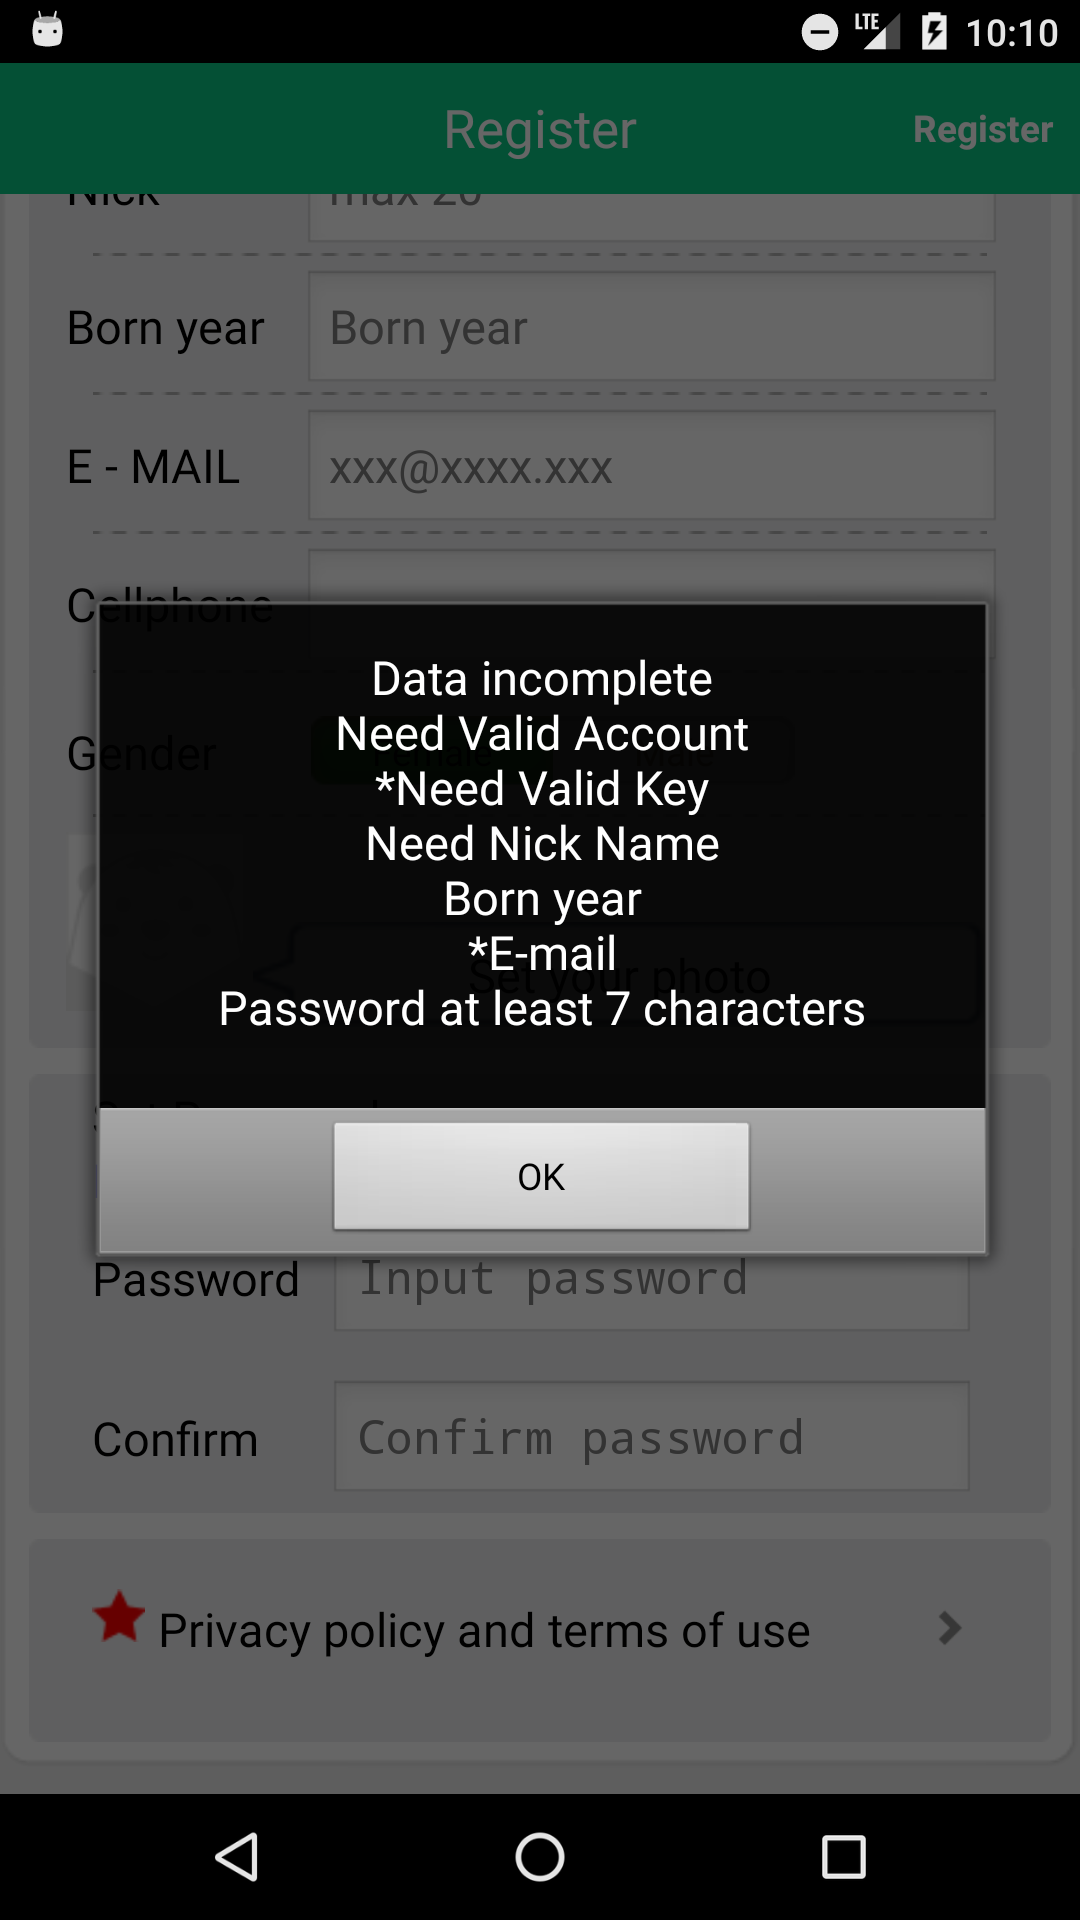 LTE 10:10
Register Register
Nick max 20
Born year Born year
E - MAIL xxx@xxxx.xxx
Cellphone
Gender Female Male
Data incomplete
Need Valid Account
*Need Valid Key
Need Nick Name
Born year
*E-mail
Password at least 7 characters
Set your photo
OK
Password Input password
Confirm Confirm password
Privacy policy and terms of use